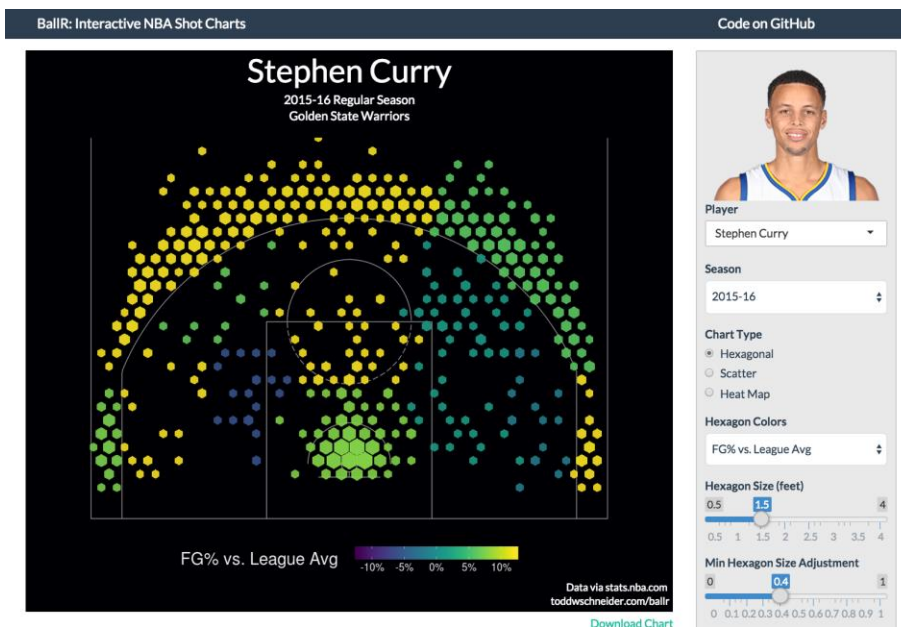 BallR: Interactive NBA Shot Charts
Code on GitHub
Stephen Curry
2015-16 Regular Season
Golden State Warriors
FG% vs. League Avg
-10% -5% 0% 5% 10%
Data via stats.nba.com
toddwschneider.com/ballr
Download Chart
Player
Stephen Curry
Season
2015-16
Chart Type
Hexagonal
Scatter
Heat Map
Hexagon Colors
FG% vs. League Avg
Hexagon Size (feet)
0.5 1.5 4
0.5 1 1.5 2 2.5 3 3.5 4
Min Hexagon Size Adjustment
0 0.4 1
0 0.1 0.2 0.3 0.4 0.5 0.6 0.7 0.8 0.9 1